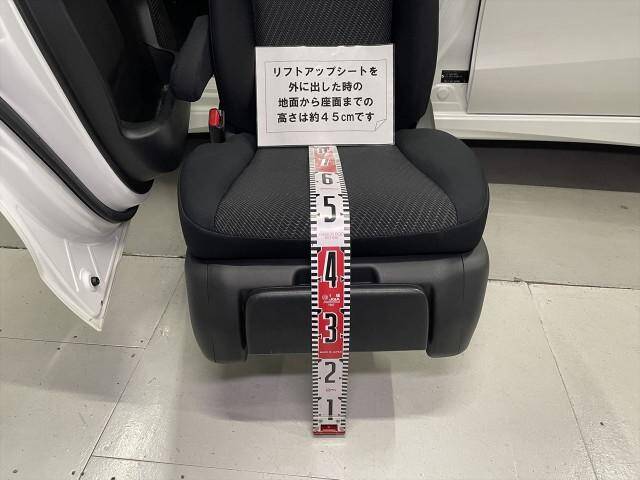 リフトアップシートを
外に出した時の
地面から座面までの
高さは約45cmです
7
6
5
4
3
2
1